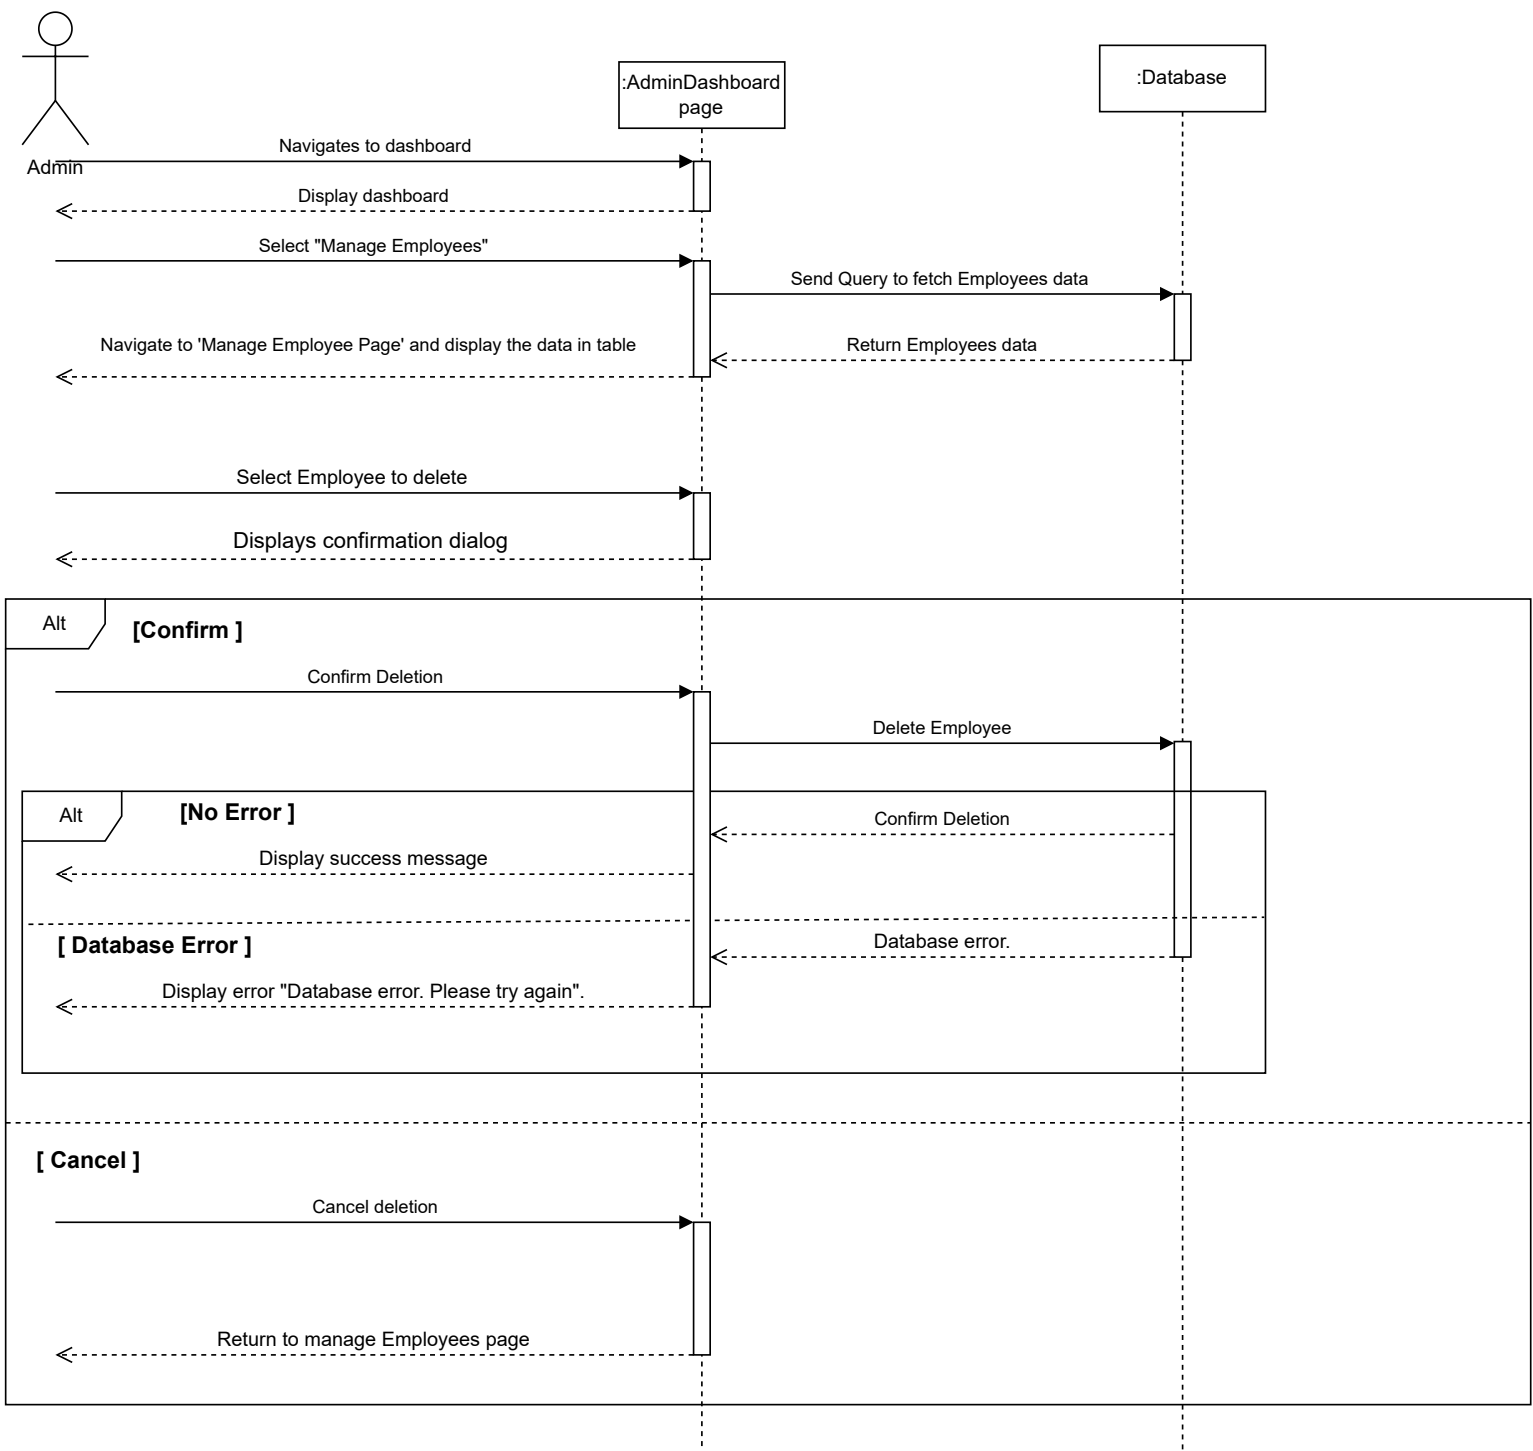 :AdminDashboard
page
:Database
Admin
Navigates to dashboard
Display dashboard
Select "Manage Employees"
Send Query to fetch Employees data
Navigate to 'Manage Employee Page' and display the data in table
Return Employees data
Select Employee to delete
Displays confirmation dialog
Alt
[Confirm ]
Confirm Deletion
Delete Employee
Alt
[No Error ]
Confirm Deletion
Display success message
[ Database Error ]
Database error.
Display error "Database error. Please try again".
[ Cancel ]
Cancel deletion
Return to manage Employees page